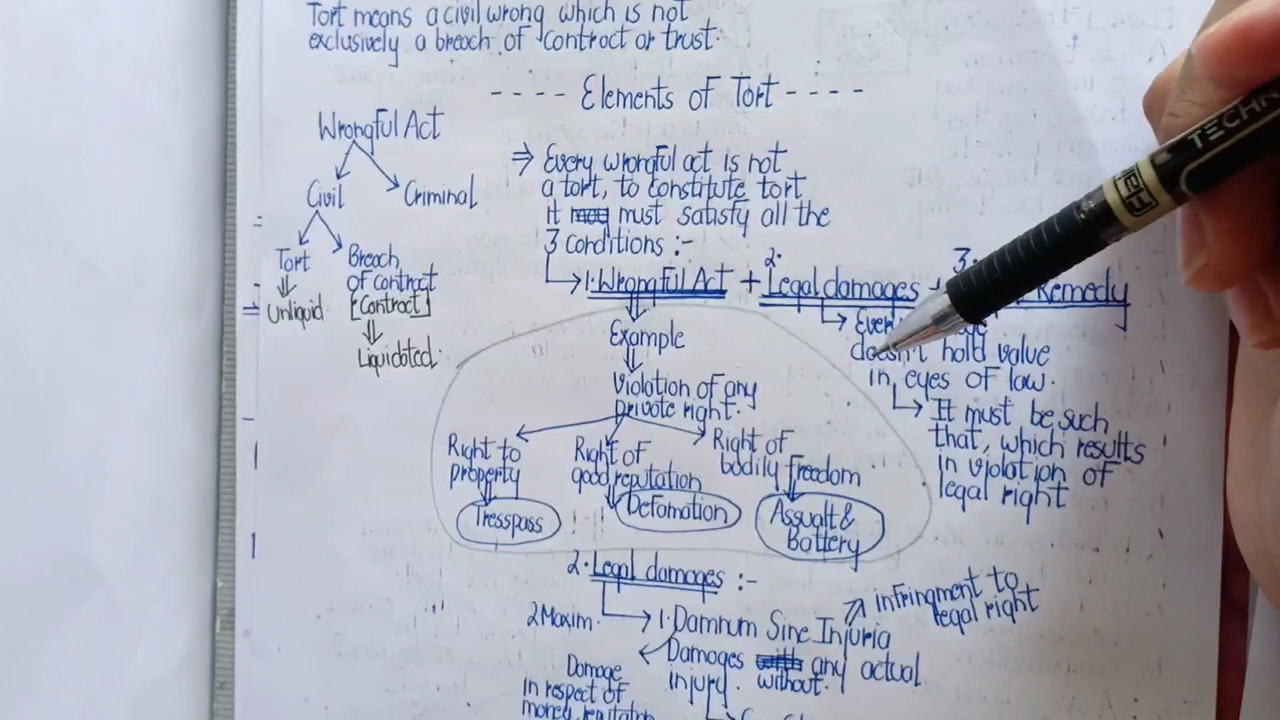 Tort means a civil wrong which is not
exclusively a breach of contract or trust.
---- Elements of Tort ----
Wrongful Act
Civil
Criminal
Tort
Breach
of contract
[Contract]
Unliquid
Liquidated.
⇒ Every wrongful act is not
a tort, to constitute tort
It must satisfy all the
3 conditions :-
1. Wrongful Act + 2. Legal damages + 3. Remedy
Example
Violation of any
private right.
Right to
property
Tresspass
Right of
good reputation
Defamation
Right of
bodily freedom
Assualt &
Battery
Every
doesn't hold value
in eyes of law.
It must be such
that, which results
in violation of
legal right
2. Legal damages :-
2 Maxim.
1. Damnum Sine Injuria
infringment to
legal right
Damages without any actual
injury.
Damage
In respect of
money, reputation
TECHN